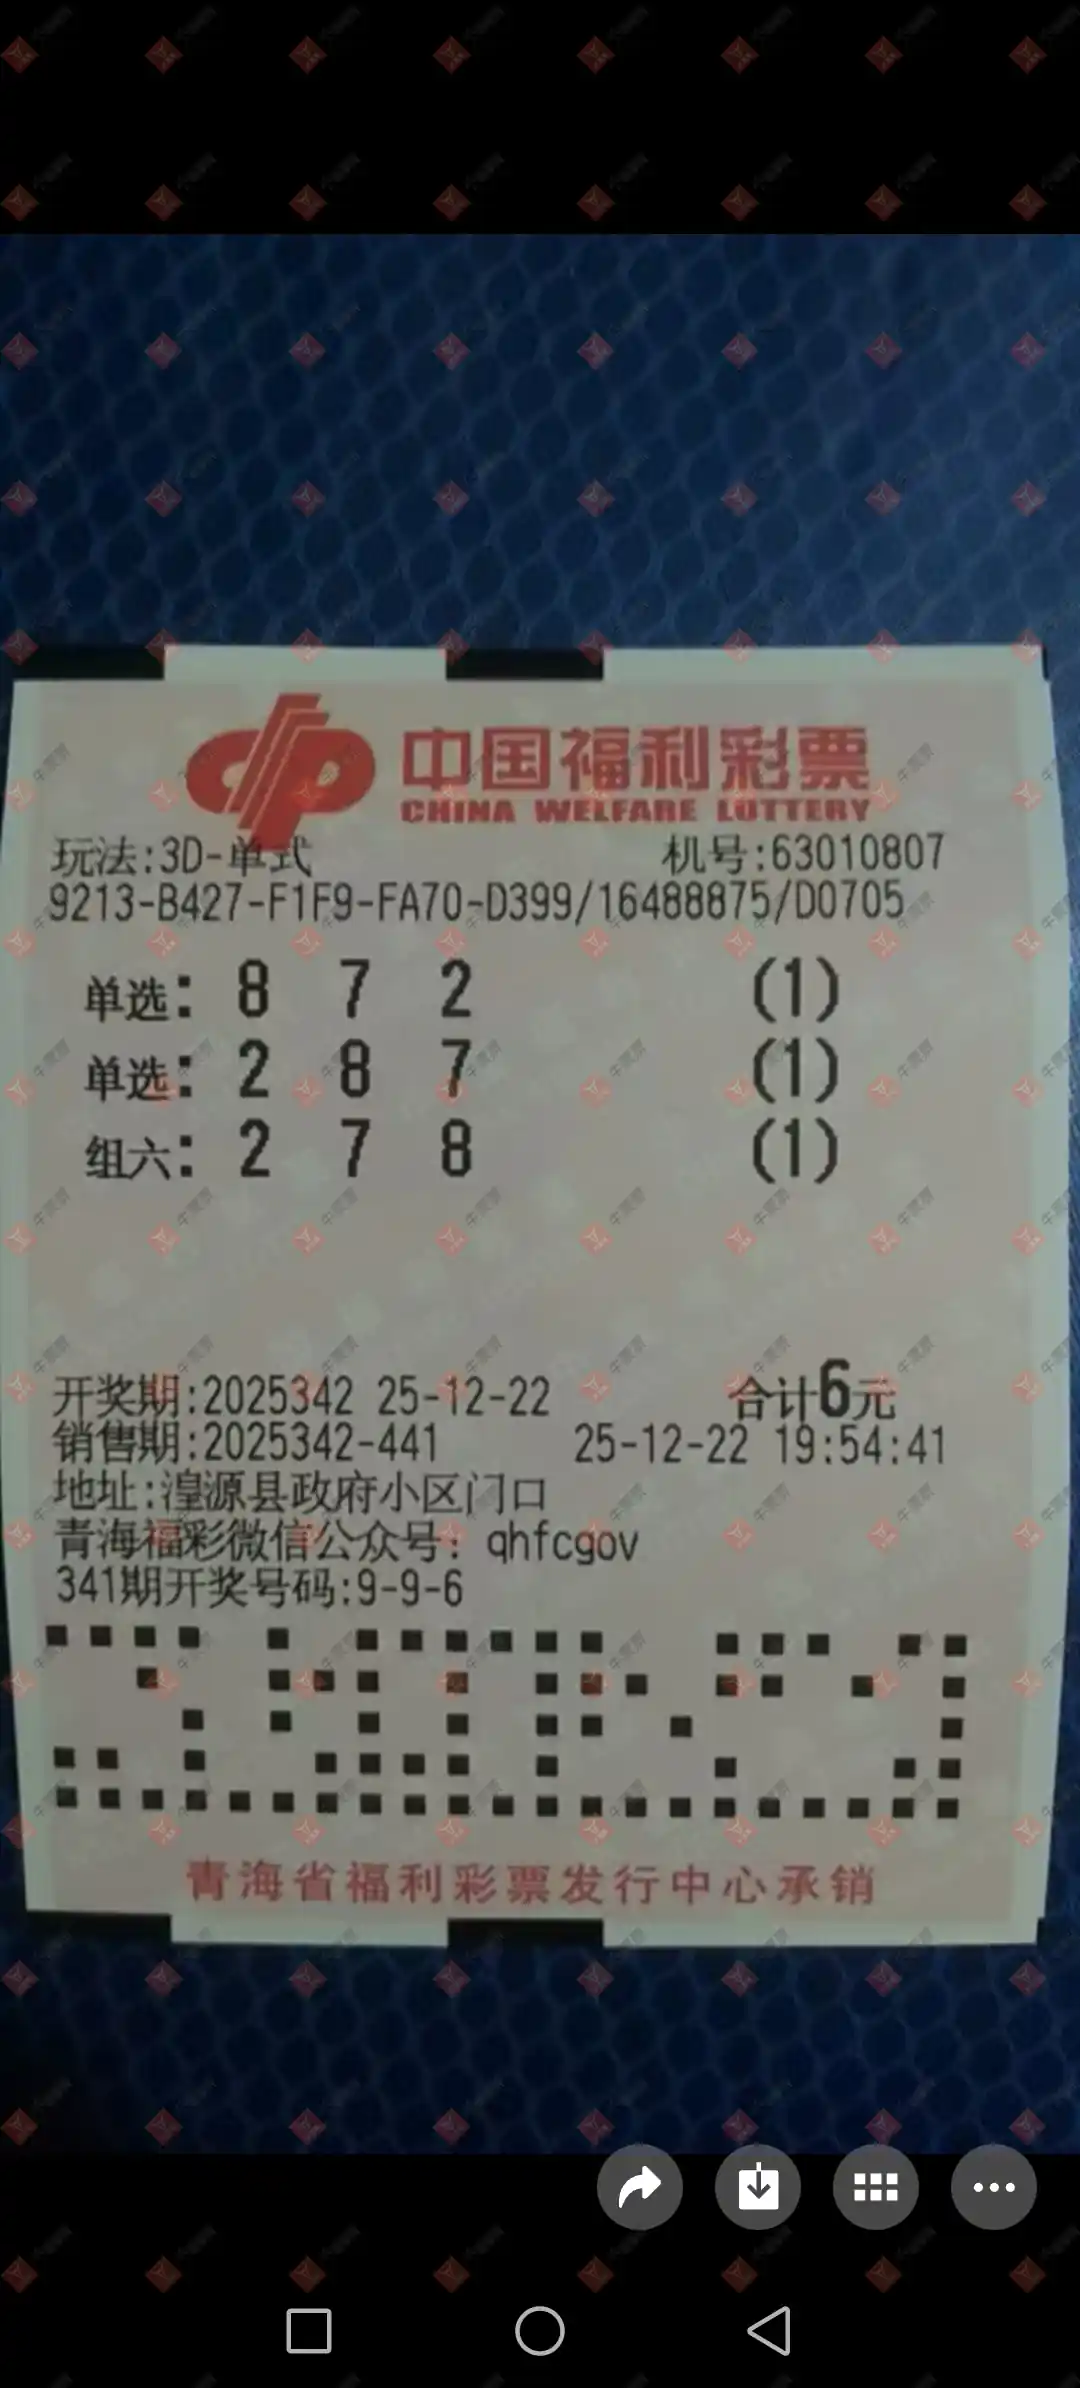 中国福利彩票
CHINA WELFARE LOTTERY
玩法:3D-单式 机号:63010807
9213-B427-F1F9-FA70-D399/16488875/D0705
单选: 8 7 2 (1)
单选: 2 8 7 (1)
组六: 2 7 8 (1)
开奖期:2025342 25-12-22 合计6元
销售期:2025342-441 25-12-22 19:54:41
地址:湟源县政府小区门口
青海福彩微信公众号: qhfcgov
341期开奖号码:9-9-6
青海省福利彩票发行中心承销